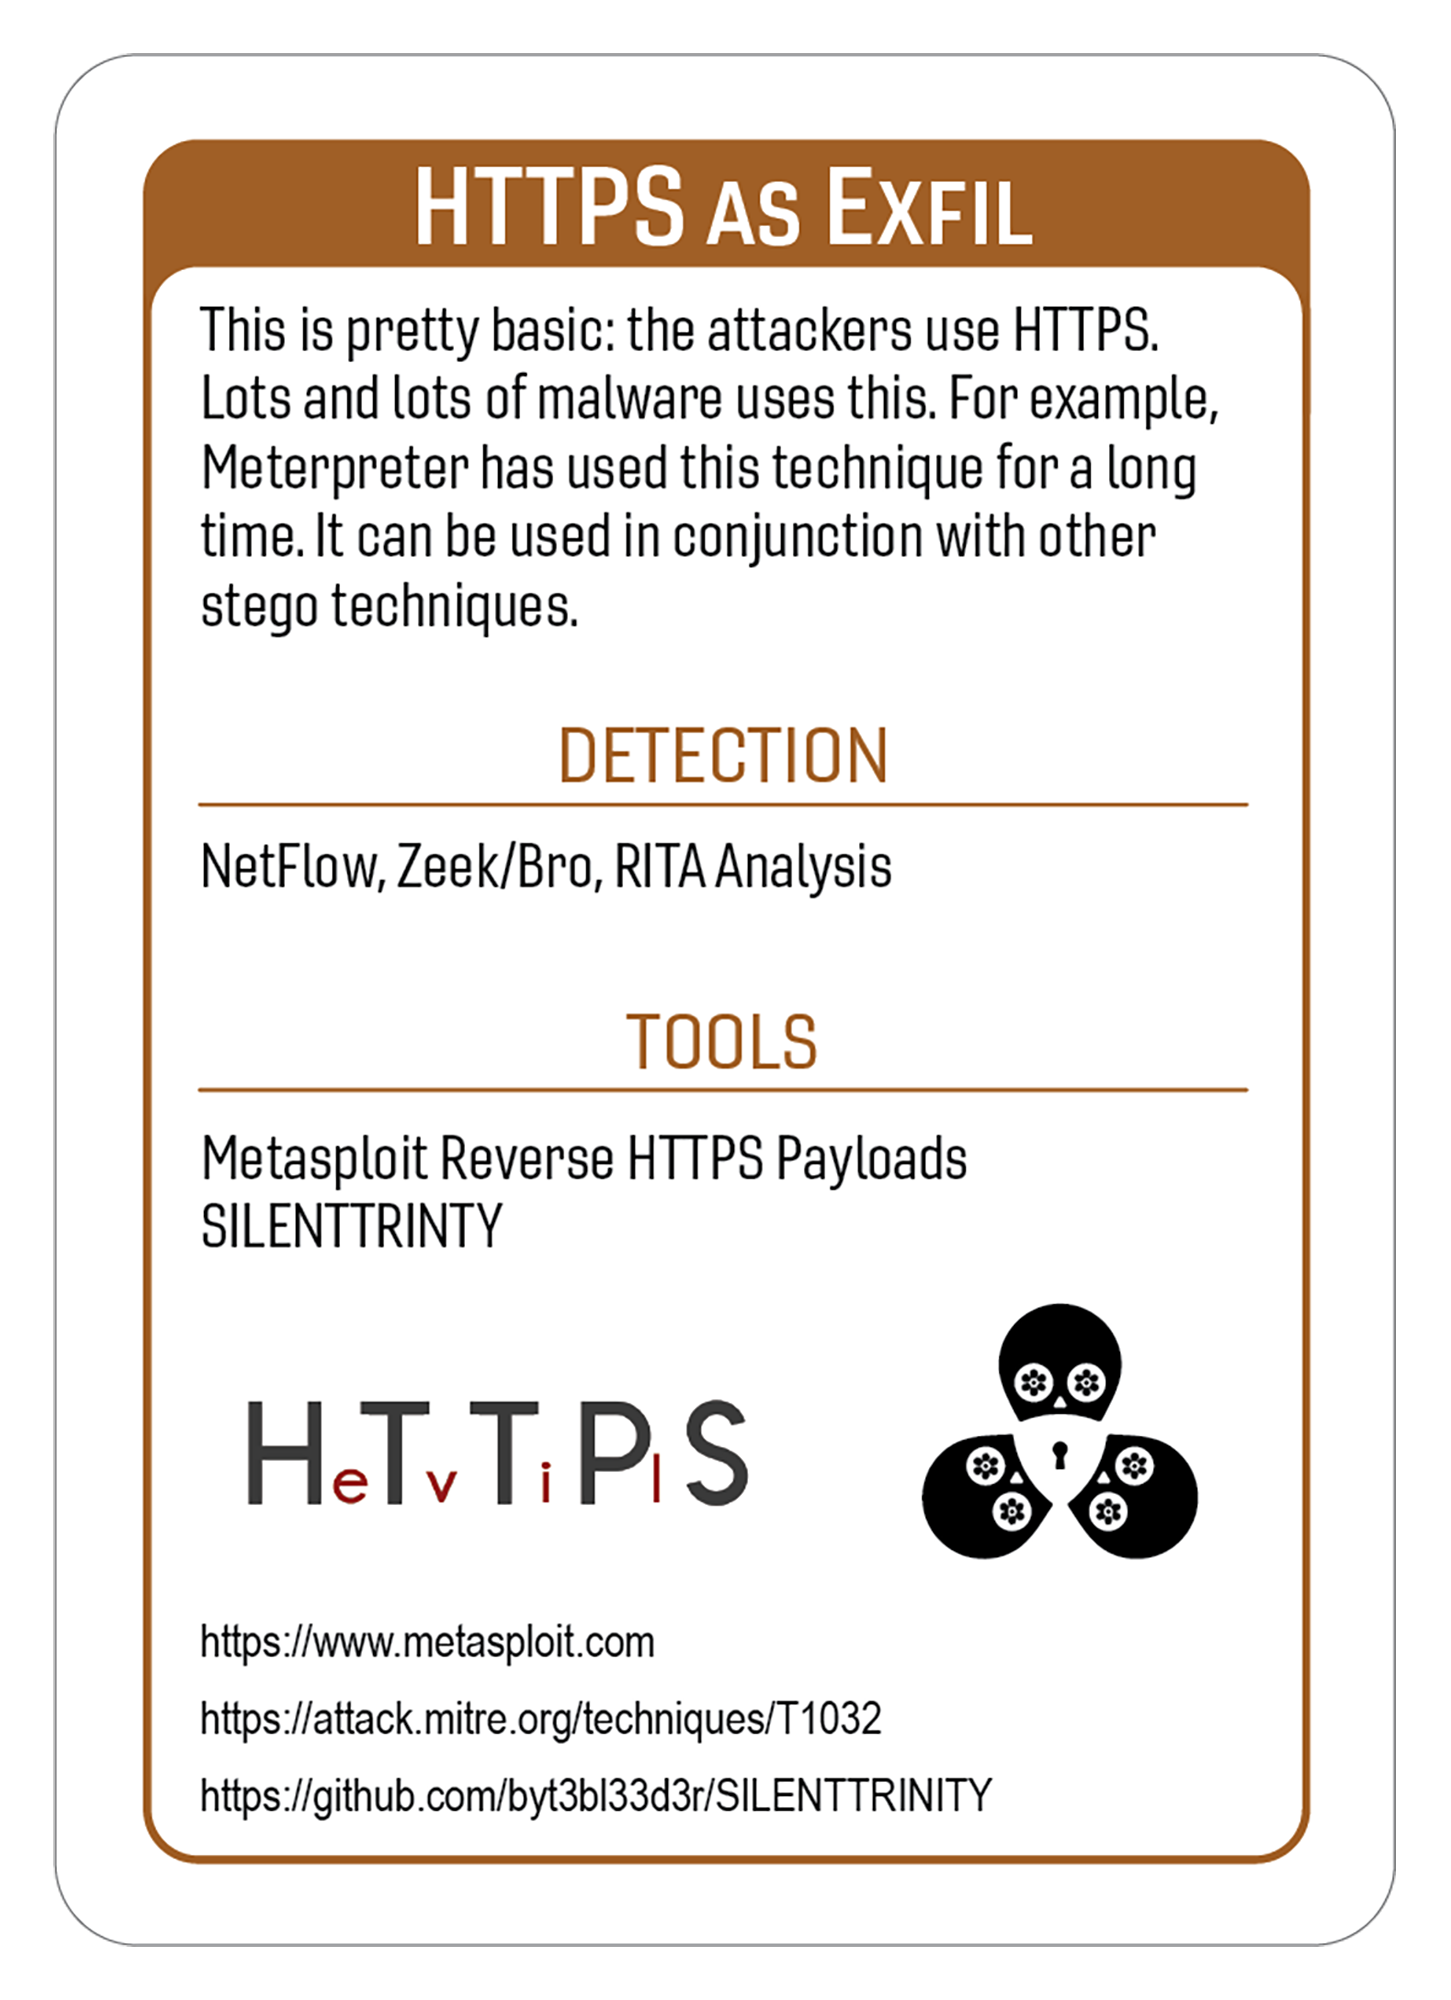 HTTPS as Exfil
This is pretty basic: the attackers use HTTPS.
Lots and lots of malware uses this. For example,
Meterpreter has used this technique for a long
time. It can be used in conjunction with other
stego techniques.
DETECTION
NetFlow, Zeek/Bro, RITA Analysis
TOOLS
Metasploit Reverse HTTPS Payloads
SILENTTRINTY
HeTvTiPlS
https://www.metasploit.com
https://attack.mitre.org/techniques/T1032
https://github.com/byt3bl33d3r/SILENTTRINITY